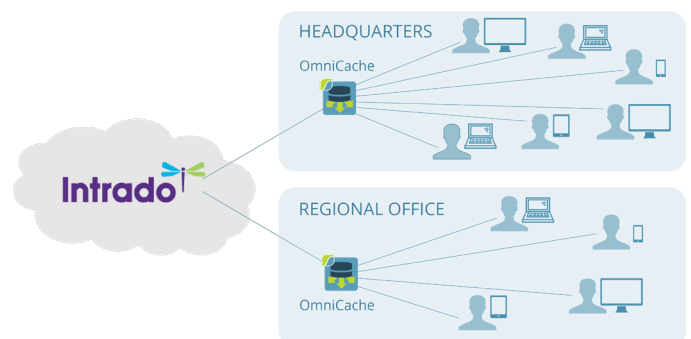 HEADQUARTERS
OmniCache
Intrado
REGIONAL OFFICE
OmniCache